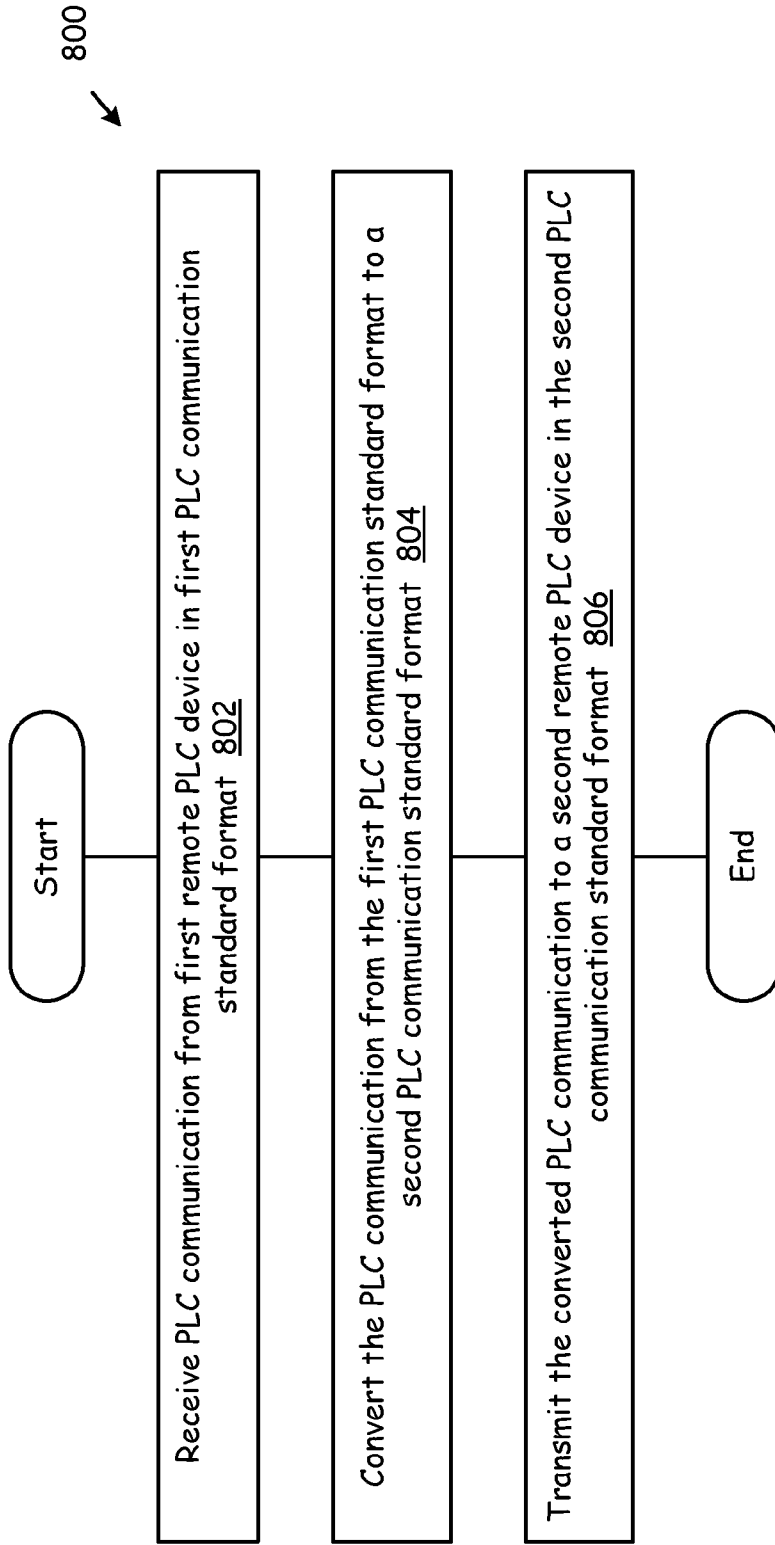 800
Start
Receive PLC communication from first remote PLC device in first PLC communication
standard format 802
Convert the PLC communication from the first PLC communication standard format to a
second PLC communication standard format 804
Transmit the converted PLC communication to a second remote PLC device in the second PLC
communication standard format 806
End